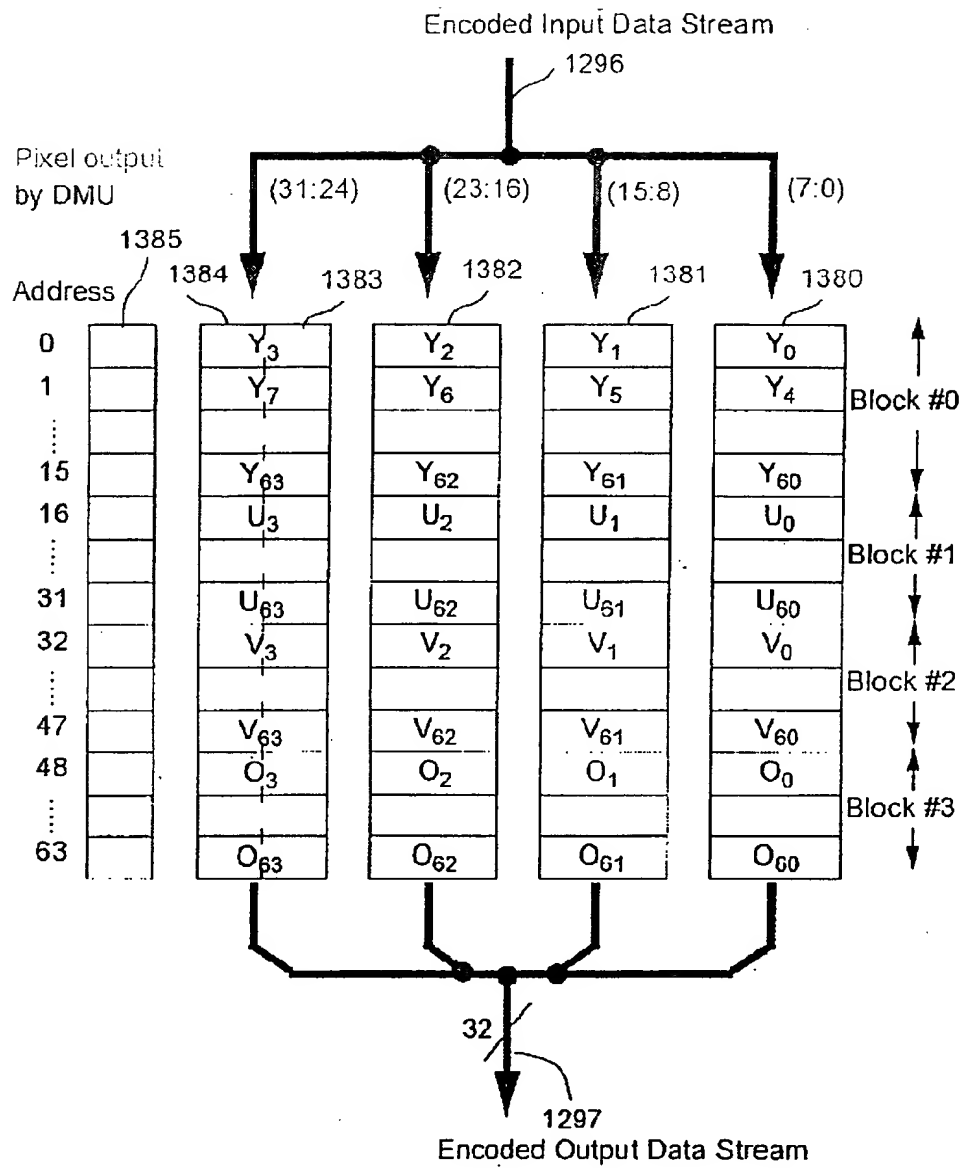 Encoded Input Data Stream
1296
Pixel output
by DMU
(31:24) (23:16) (15:8) (7:0)
1385 1384 1383 1382 1381 1380
Address
0 Y3 Y2 Y1 Y0
1 Y7 Y6 Y5 Y4 Block #0
......
15 Y63 Y62 Y61 Y60
16 U3 U2 U1 U0
...... Block #1
31 U63 U62 U61 U60
32 V3 V2 V1 V0
...... Block #2
47 V63 V62 V61 V60
48 O3 O2 O1 O0
...... Block #3
63 O63 O62 O61 O60
32
1297
Encoded Output Data Stream